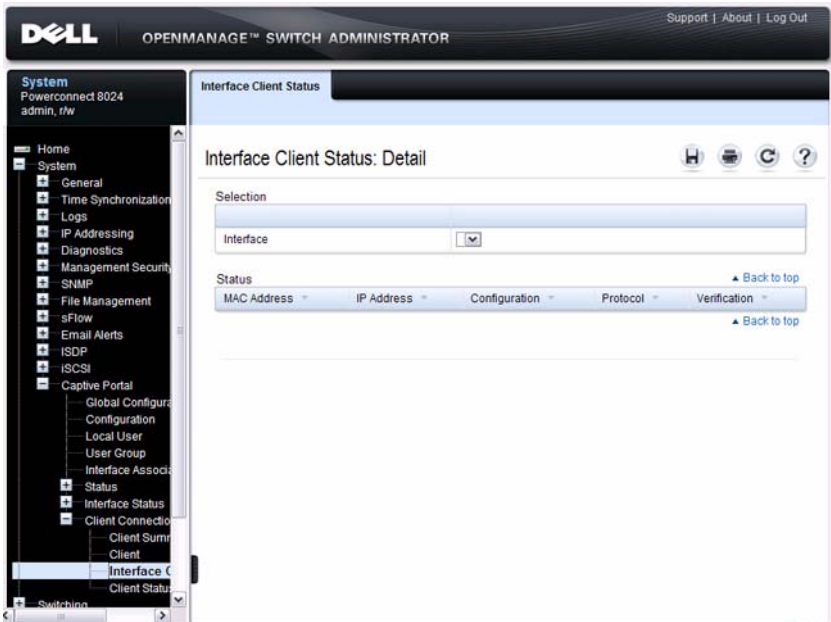 Support | About | Log Out
DELL OPENMANAGE™ SWITCH ADMINISTRATOR
System
Powerconnect 8024
admin, r/w
Home
System
General
Time Synchronization
Logs
IP Addressing
Diagnostics
Management Security
SNMP
File Management
sFlow
Email Alerts
ISDP
iSCSI
Captive Portal
Global Configura
Configuration
Local User
User Group
Interface Associa
Status
Interface Status
Client Connectio
Client Summ
Client
Interface C
Client Status
Switching
Interface Client Status
Interface Client Status: Detail
Selection
Interface
Status
Back to top
MAC Address IP Address Configuration Protocol Verification
Back to top